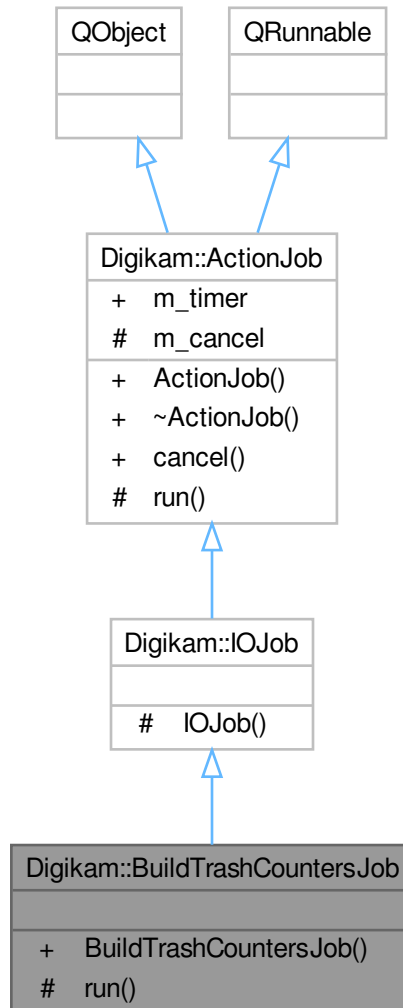 QObject
QRunnable
Digikam::ActionJob
+ m_timer
# m_cancel
+ ActionJob()
+ ~ActionJob()
+ cancel()
# run()
Digikam::IOJob
# IOJob()
Digikam::BuildTrashCountersJob
+ BuildTrashCountersJob()
# run()